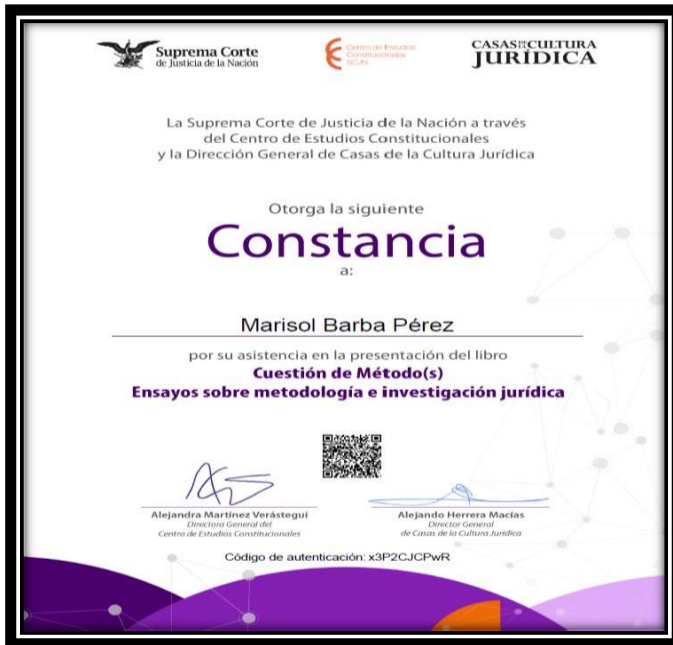 Suprema Corte
de Justicia de la Nación
Centro de Estudios
Constitucionales
SCJN
CASAS DE LA CULTURA
JURÍDICA
La Suprema Corte de Justicia de la Nación a través
del Centro de Estudios Constitucionales
y la Dirección General de Casas de la Cultura Jurídica
Otorga la siguiente
Constancia
a:
Marisol Barba Pérez
por su asistencia en la presentación del libro
Cuestión de Método(s)
Ensayos sobre metodología e investigación jurídica
Alejandra Martínez Verástegui
Directora General del
Centro de Estudios Constitucionales
Alejando Herrera Macías
Director General
de Casas de la Cultura Jurídica
Código de autenticación: x3P2CJCPwR